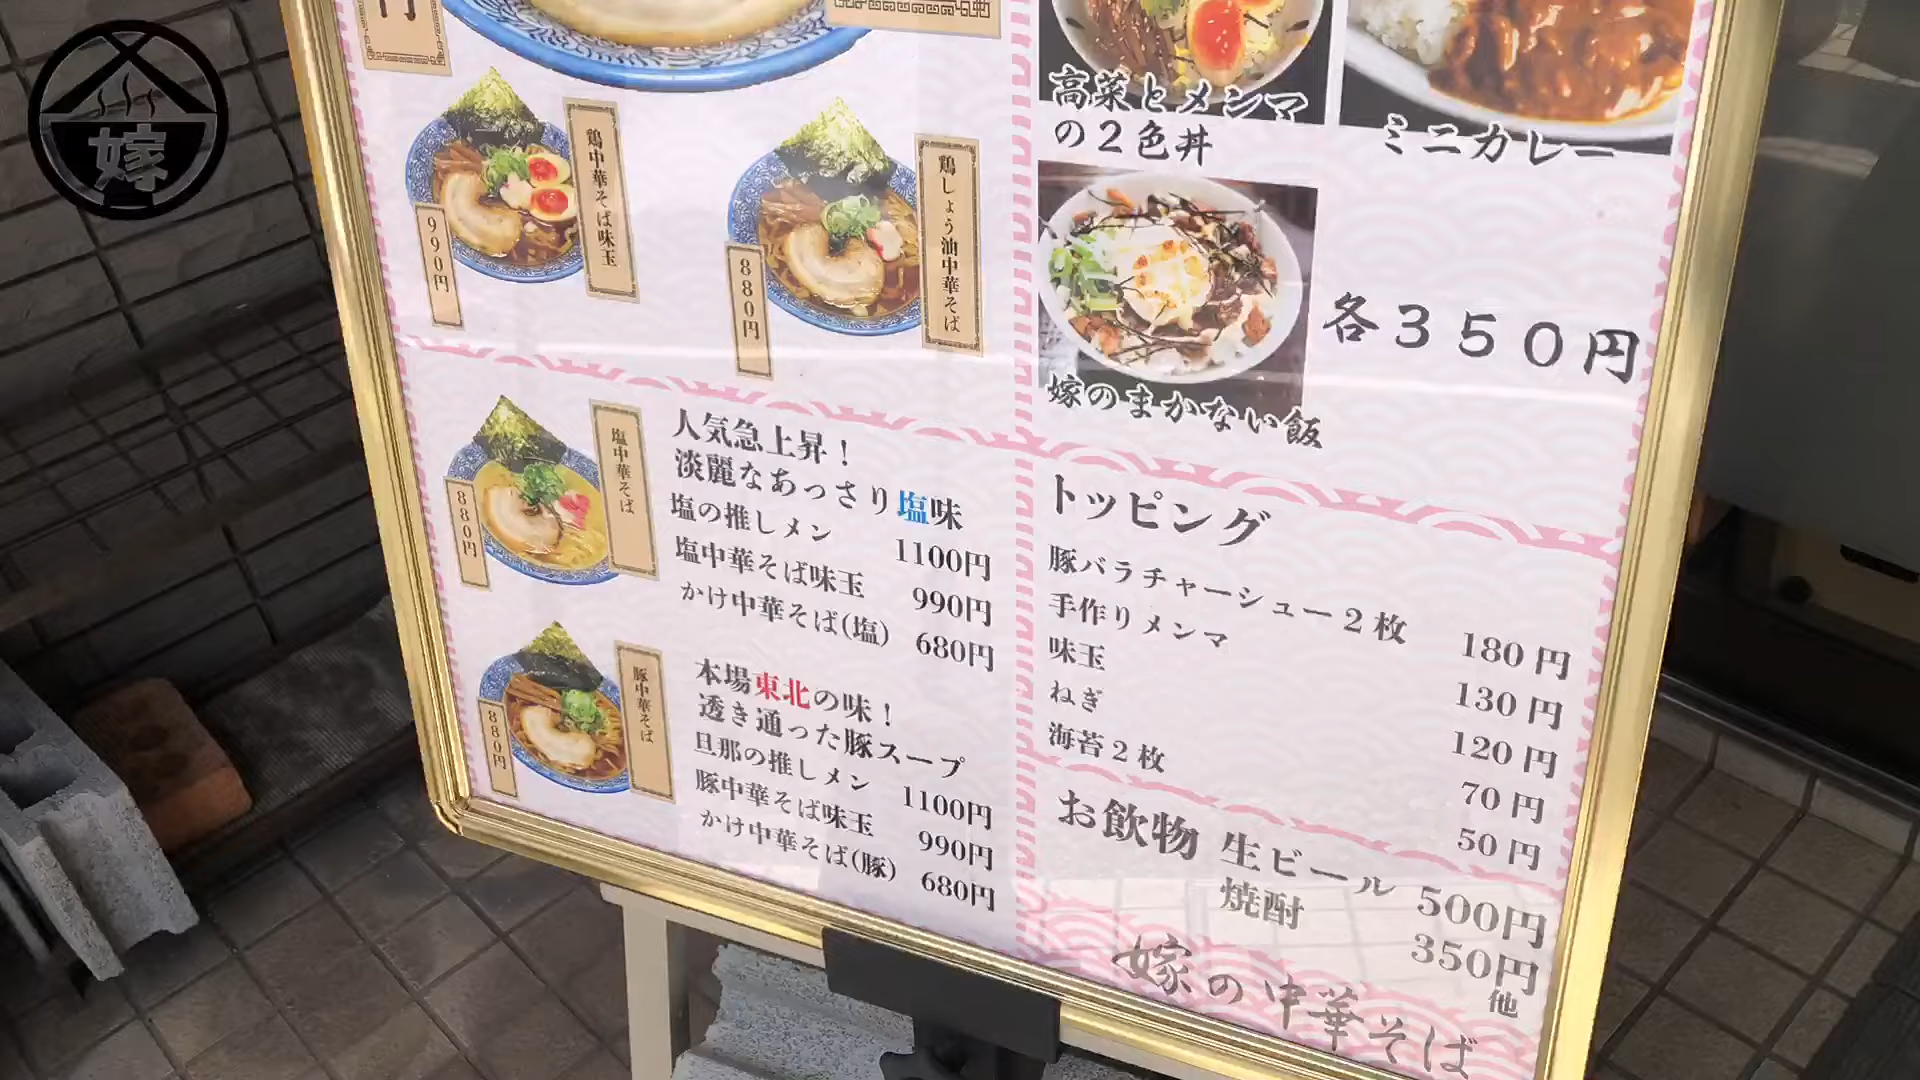 円
嫁
鶏中華そば味玉
990円
鶏しょう油中華そば
880円
塩中華そば
880円
人気急上昇!
淡麗なあっさり塩味
塩の推しメン 1100円
塩中華そば味玉 990円
かけ中華そば(塩) 680円
豚中華そば
880円
本場東北の味!
透き通った豚スープ
旦那の推しメン 1100円
豚中華そば味玉 990円
かけ中華そば(豚) 680円
高菜とメンマ
の2色丼
ミニカレー
嫁のまかない飯
各350円
トッピング
豚バラチャーシュー2枚 180円
手作りメンマ 130円
味玉 120円
ねぎ 70円
海苔2枚 50円
お飲物 生ビール 500円
焼酎 350円
他
嫁の中華そば